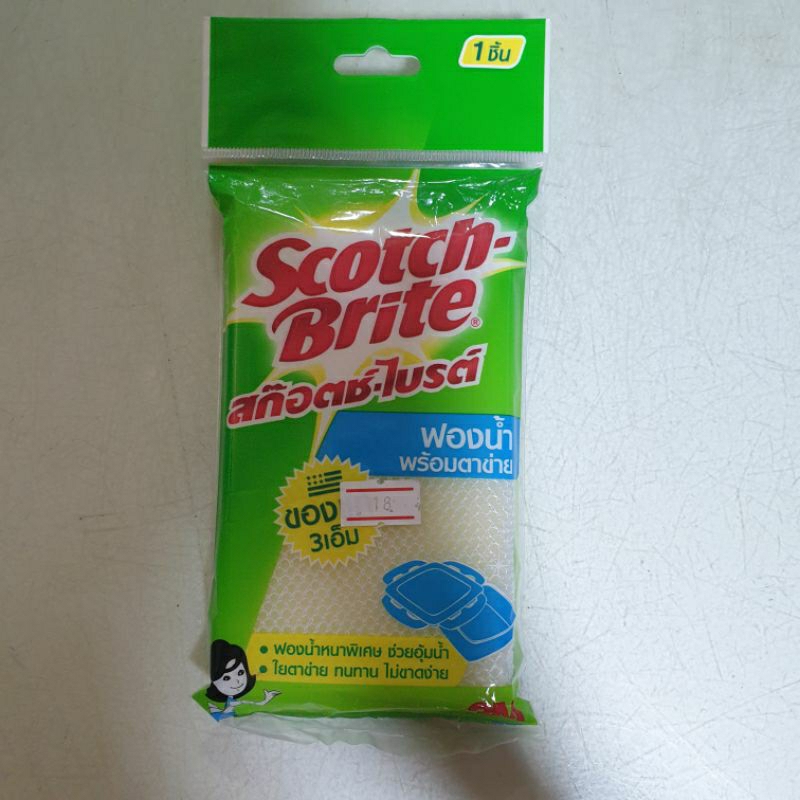 1 ชิ้น
Scotch-
Brite®
สก๊อตช์-ไบรต์
ฟองน้ำ
พร้อมตาข่าย
3เอ็ม
18
• ฟองน้ำหนาพิเศษ ช่วยอุ้มน้ำ
• ใยตาข่าย ทนทาน ไม่ขาดง่าย